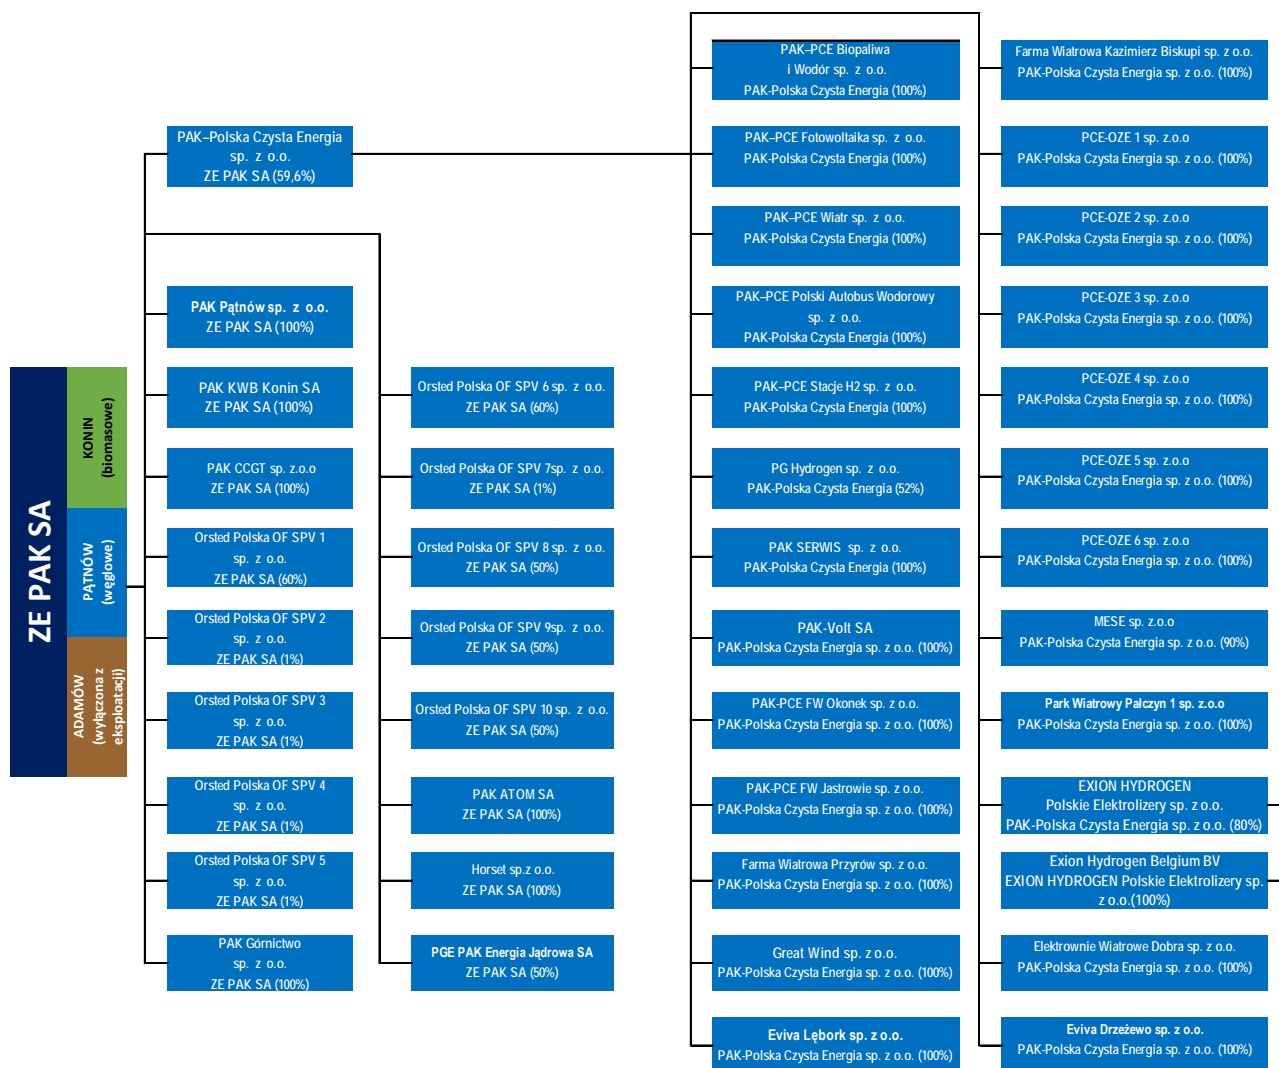 ZE PAK SA
KONIN
(biomasowe)
PĄTNÓW
(węglowe)
ADAMÓW
(wyłączona z
eksploatacji)
PAK–Polska Czysta Energia
sp. z o.o.
ZE PAK SA (59,6%)
PAK Pątnów sp. z o.o.
ZE PAK SA (100%)
PAK KWB Konin SA
ZE PAK SA (100%)
PAK CCGT sp. z.o.o
ZE PAK SA (100%)
Orsted Polska OF SPV 1
sp. z o.o.
ZE PAK SA (60%)
Orsted Polska OF SPV 2
sp. z o.o.
ZE PAK SA (1%)
Orsted Polska OF SPV 3
sp. z o.o.
ZE PAK SA (1%)
Orsted Polska OF SPV 4
sp. z o.o.
ZE PAK SA (1%)
Orsted Polska OF SPV 5
sp. z o.o.
ZE PAK SA (1%)
PAK Górnictwo
sp. z o.o.
ZE PAK SA (100%)
Orsted Polska OF SPV 6 sp. z o.o.
ZE PAK SA (60%)
Orsted Polska OF SPV 7sp. z o.o.
ZE PAK SA (1%)
Orsted Polska OF SPV 8 sp. z o.o.
ZE PAK SA (50%)
Orsted Polska OF SPV 9sp. z o.o.
ZE PAK SA (50%)
Orsted Polska OF SPV 10 sp. z o.o.
ZE PAK SA (50%)
PAK ATOM SA
ZE PAK SA (100%)
Horset sp.z o.o.
ZE PAK SA (100%)
PGE PAK Energia Jądrowa SA
ZE PAK SA (50%)
PAK–PCE Biopaliwa
i Wodór sp. z o.o.
PAK-Polska Czysta Energia (100%)
PAK–PCE Fotowoltaika sp. z o.o.
PAK-Polska Czysta Energia (100%)
PAK–PCE Wiatr sp. z o.o.
PAK-Polska Czysta Energia (100%)
PAK–PCE Polski Autobus Wodorowy
sp. z o.o.
PAK-Polska Czysta Energia (100%)
PAK–PCE Stacje H2 sp. z o.o.
PAK-Polska Czysta Energia (100%)
PG Hydrogen sp. z o.o.
PAK-Polska Czysta Energia (52%)
PAK SERWIS sp. z o.o.
PAK-Polska Czysta Energia (100%)
PAK-Volt SA
PAK-Polska Czysta Energia sp. z o.o. (100%)
PAK-PCE FW Okonek sp. z o.o.
PAK-Polska Czysta Energia sp. z o.o. (100%)
PAK-PCE FW Jastrowie sp. z o.o.
PAK-Polska Czysta Energia sp. z o.o. (100%)
Farma Wiatrowa Przyrów sp. z o.o.
PAK-Polska Czysta Energia sp. z o.o. (100%)
Great Wind sp. z o.o.
PAK-Polska Czysta Energia sp. z o.o. (100%)
Eviva Lębork sp. z o.o.
PAK-Polska Czysta Energia sp. z o.o. (100%)
Farma Wiatrowa Kazimierz Biskupi sp. z o.o.
PAK-Polska Czysta Energia sp. z o.o. (100%)
PCE-OZE 1 sp. z.o.o
PAK-Polska Czysta Energia sp. z o.o. (100%)
PCE-OZE 2 sp. z.o.o
PAK-Polska Czysta Energia sp. z o.o. (100%)
PCE-OZE 3 sp. z.o.o
PAK-Polska Czysta Energia sp. z o.o. (100%)
PCE-OZE 4 sp. z.o.o
PAK-Polska Czysta Energia sp. z o.o. (100%)
PCE-OZE 5 sp. z.o.o
PAK-Polska Czysta Energia sp. z o.o. (100%)
PCE-OZE 6 sp. z.o.o
PAK-Polska Czysta Energia sp. z o.o. (100%)
MESE sp. z.o.o
PAK-Polska Czysta Energia sp. z o.o. (90%)
Park Wiatrowy Pałczyn 1 sp. z.o.o
PAK-Polska Czysta Energia sp. z o.o. (100%)
EXION HYDROGEN
Polskie Elektrolizery sp. z o.o.
PAK-Polska Czysta Energia sp. z o.o. (80%)
Exion Hydrogen Belgium BV
EXION HYDROGEN Polskie Elektrolizery sp.
z o.o.(100%)
Elektrownie Wiatrowe Dobra sp. z o.o.
PAK-Polska Czysta Energia sp. z o.o. (100%)
Eviva Drzeżewo sp. z o.o.
PAK-Polska Czysta Energia sp. z o.o. (100%)